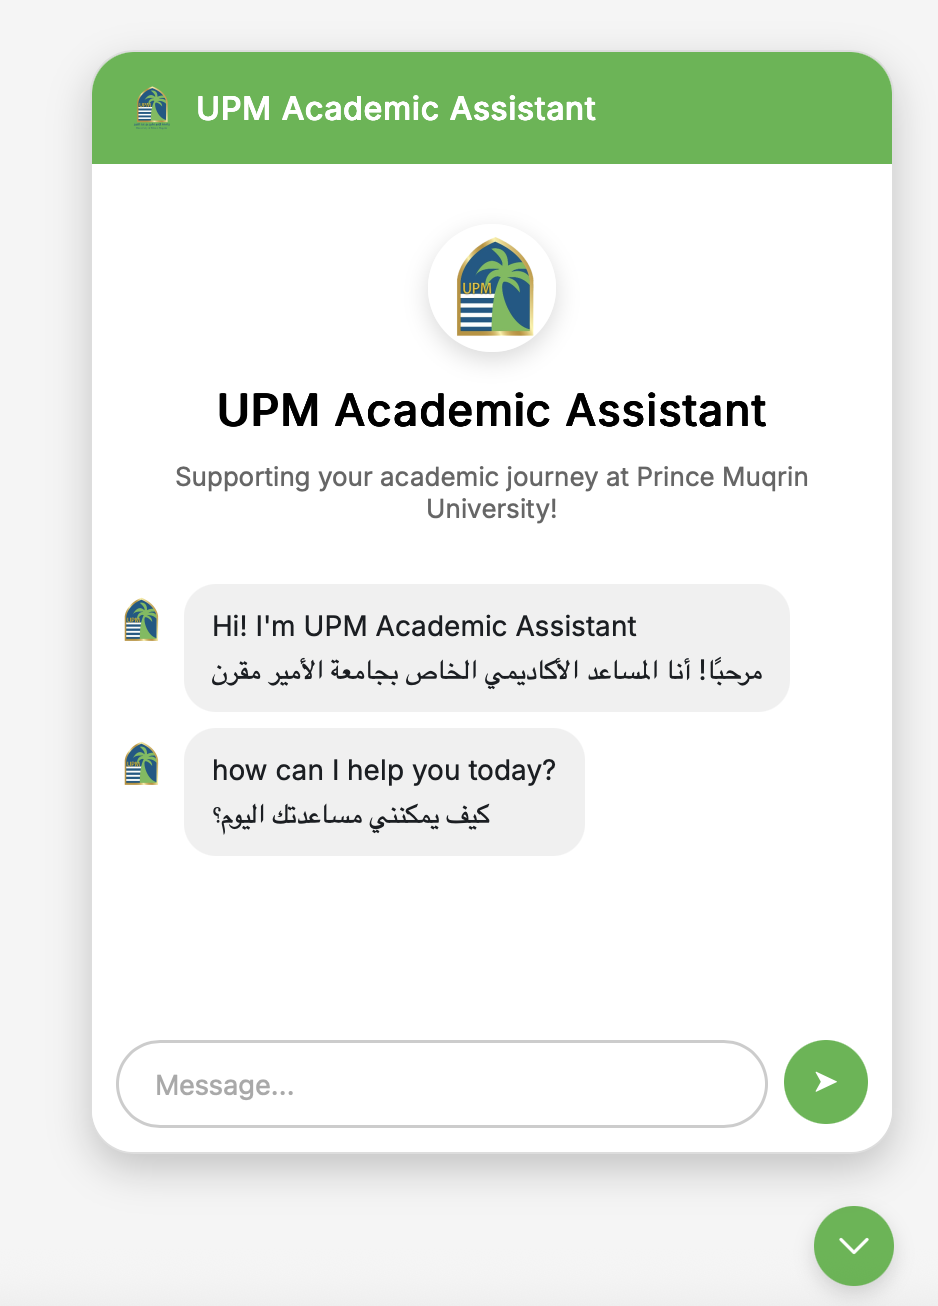 UPM Academic Assistant
UPM
UPM Academic Assistant
Supporting your academic journey at Prince Muqrin
University!
Hi! I'm UPM Academic Assistant
مرحبًا! أنا المساعد الأكاديمي الخاص بجامعة الأمير مقرن
how can I help you today?
كيف يمكنني مساعدتك اليوم؟
Message...